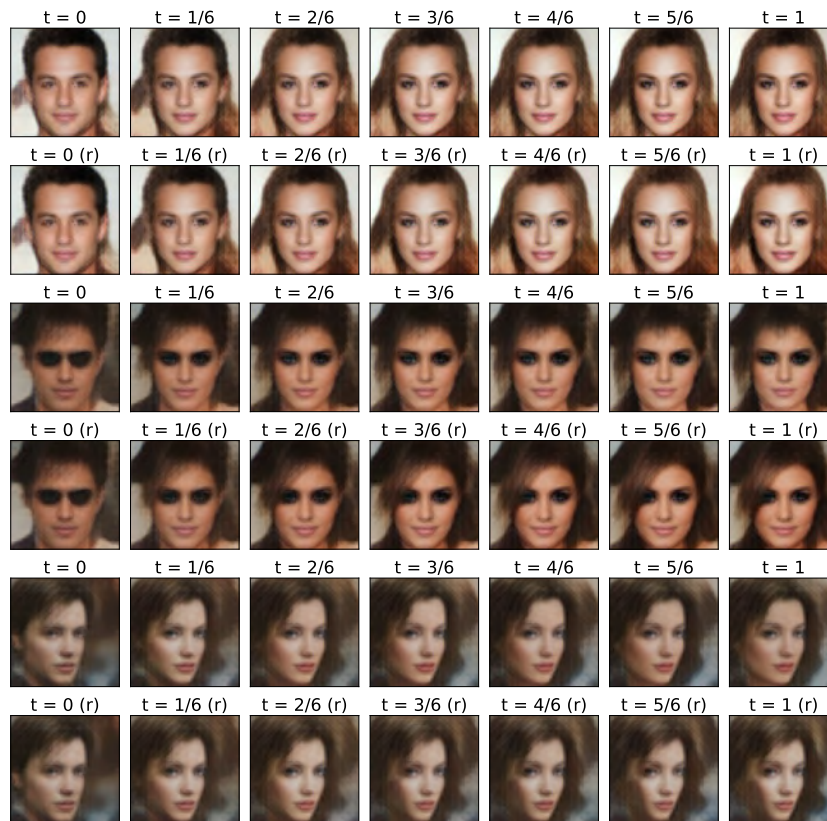 t = 0 t = 1/6 t = 2/6 t = 3/6 t = 4/6 t = 5/6 t = 1
t = 0 (r) t = 1/6 (r) t = 2/6 (r) t = 3/6 (r) t = 4/6 (r) t = 5/6 (r) t = 1 (r)
t = 0 t = 1/6 t = 2/6 t = 3/6 t = 4/6 t = 5/6 t = 1
t = 0 (r) t = 1/6 (r) t = 2/6 (r) t = 3/6 (r) t = 4/6 (r) t = 5/6 (r) t = 1 (r)
t = 0 t = 1/6 t = 2/6 t = 3/6 t = 4/6 t = 5/6 t = 1
t = 0 (r) t = 1/6 (r) t = 2/6 (r) t = 3/6 (r) t = 4/6 (r) t = 5/6 (r) t = 1 (r)